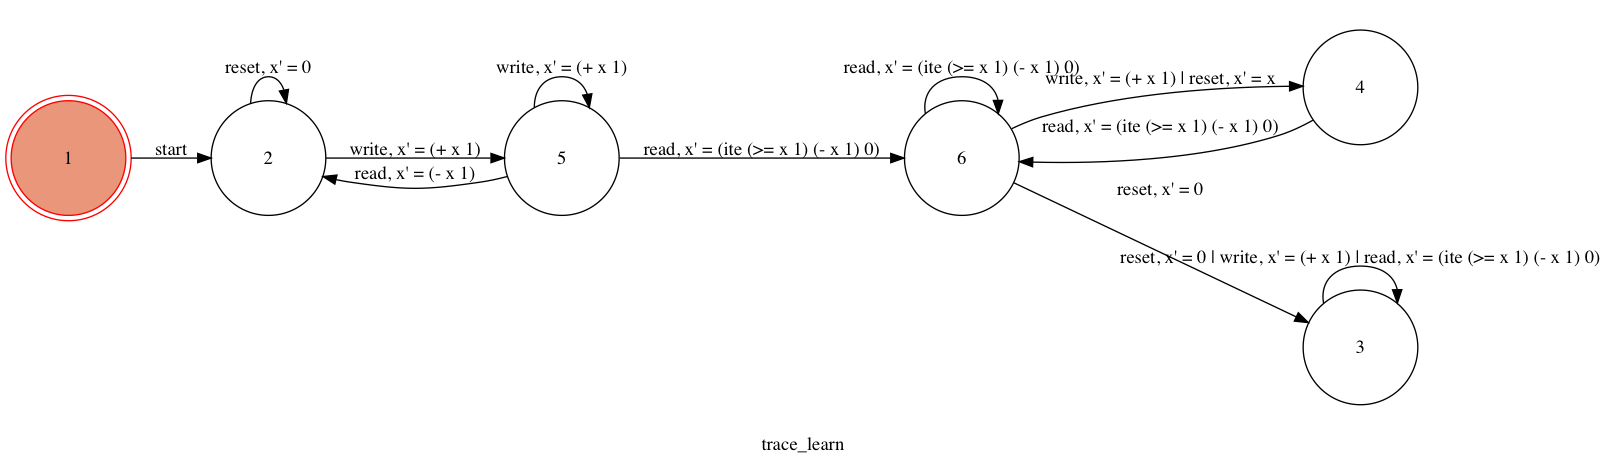 1
start
reset, x' = 0
2
write, x' = (+ x 1)
read, x' = (- x 1)
write, x' = (+ x 1)
5
read, x' = (ite (>= x 1) (- x 1) 0)
read, x' = (ite (>= x 1) (- x 1) 0)
6
write, x' = (+ x 1) | reset, x' = x
4
read, x' = (ite (>= x 1) (- x 1) 0)
reset, x' = 0
reset, x' = 0 | write, x' = (+ x 1) | read, x' = (ite (>= x 1) (- x 1) 0)
3
trace_learn